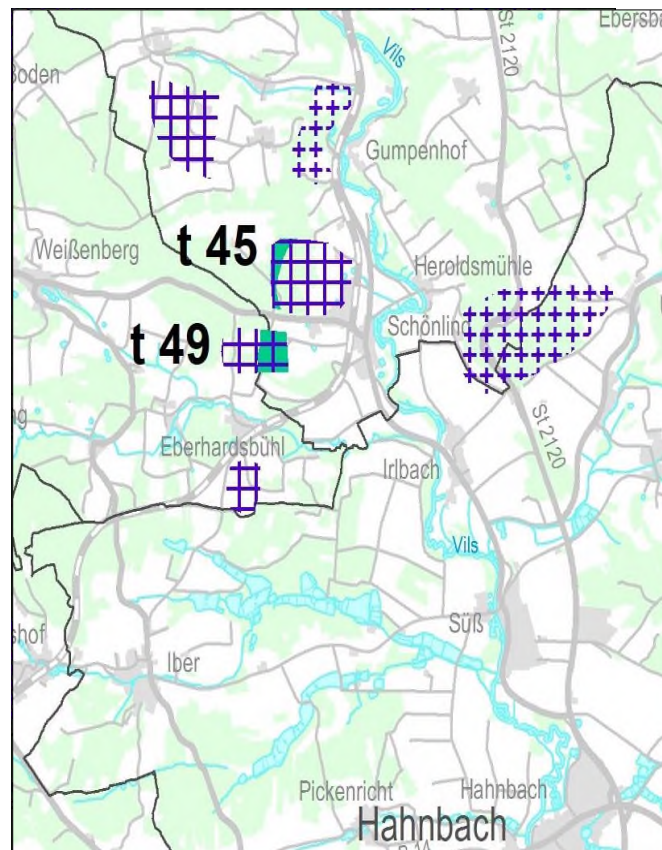 Ebersba
St 2120
Boden
Vils
Gumpenhof
t 45
Weißenberg
Heroldsmühle
Schönlind
t 49
St 2120
Eberhardsbühl
Irlbach
Vils
Süß
shof
Iber
Pickenricht
Hahnbach
Hahnbach